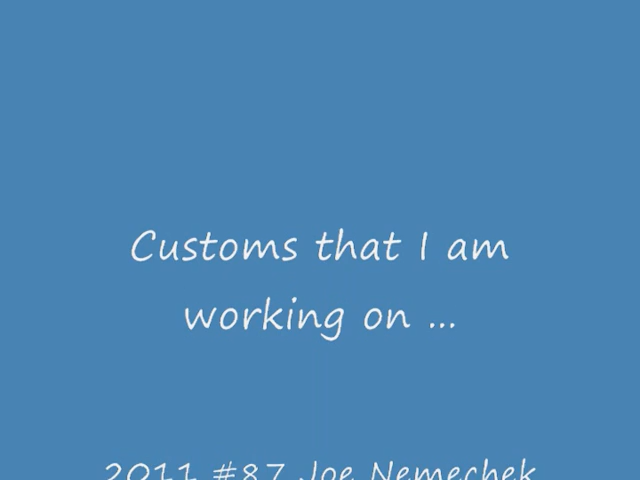 Customs that I am
working on ...
2011 #87 Joe Nemechek